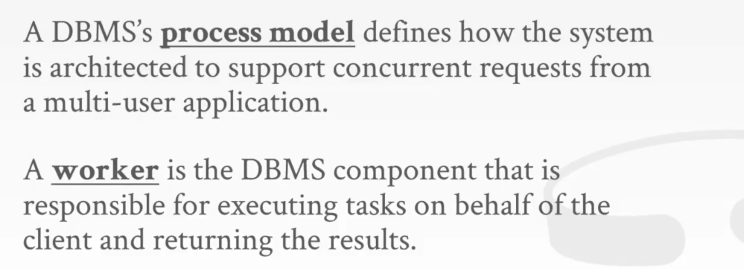 A DBMS’s process model defines how the system
is architected to support concurrent requests from
a multi-user application.
A worker is the DBMS component that is
responsible for executing tasks on behalf of the
client and returning the results.